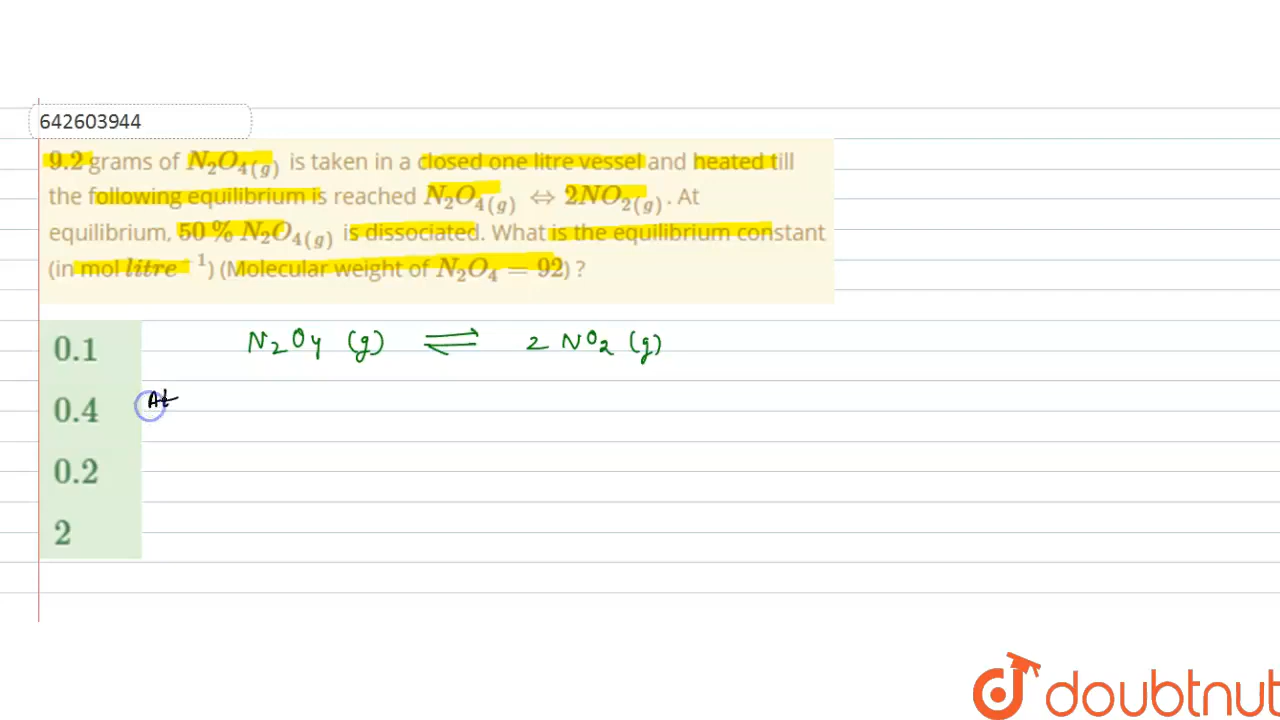 642603944
9.2 grams of N₂O₄(g) is taken in a closed one litre vessel and heated till
the following equilibrium is reached N₂O₄(g) ⇔ 2NO₂(g). At
equilibrium, 50 % N₂O₄(g) is dissociated. What is the equilibrium constant
(in mol litre⁻¹) (Molecular weight of N₂O₄ = 92) ?
0.1
N₂O₄ (g) ⇌ 2 NO₂ (g)
0.4
At
0.2
2
doubtnut